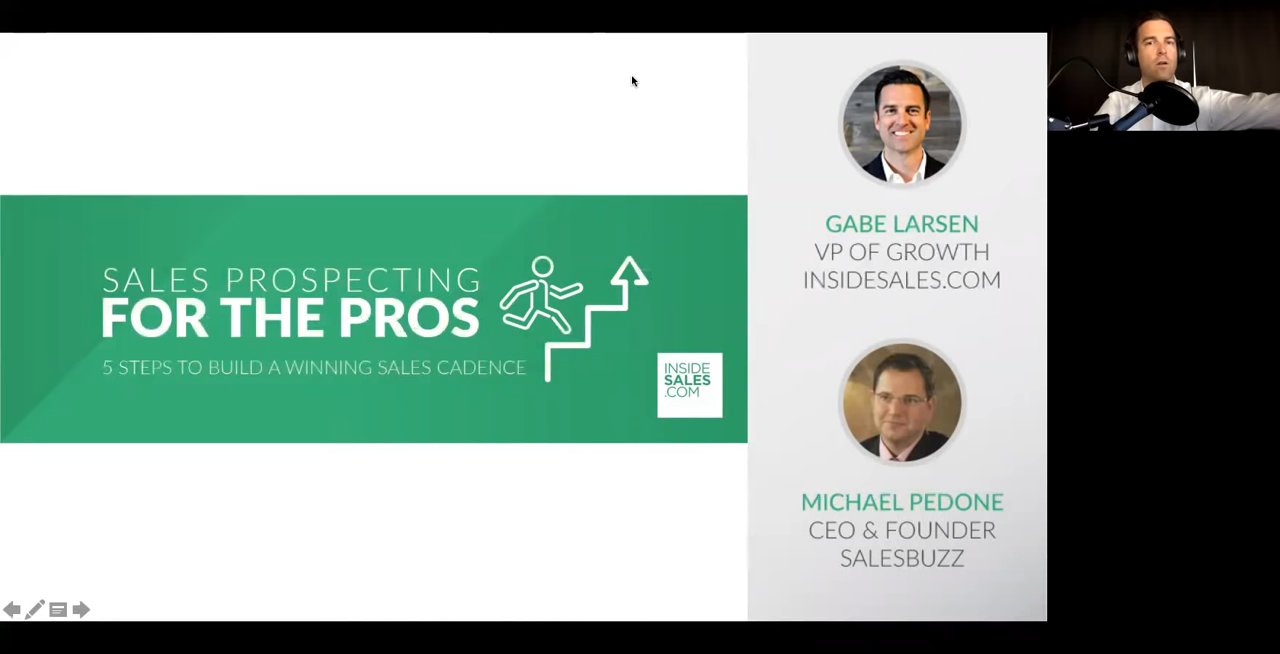 SALES PROSPECTING
FOR THE PROS
5 STEPS TO BUILD A WINNING SALES CADENCE
INSIDE
SALES
.COM
GABE LARSEN
VP OF GROWTH
INSIDESALES.COM
MICHAEL PEDONE
CEO & FOUNDER
SALESBUZZ